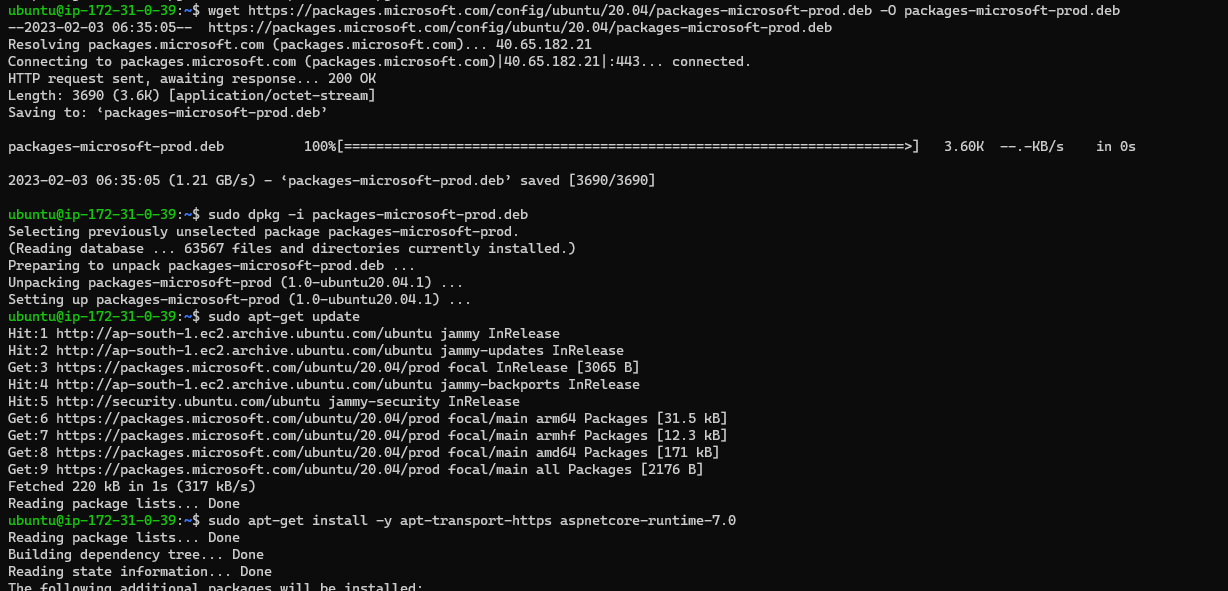 ubuntu@ip-172-31-0-39:~$ wget https://packages.microsoft.com/config/ubuntu/20.04/packages-microsoft-prod.deb -O packages-microsoft-prod.deb
--2023-02-03 06:35:05--  https://packages.microsoft.com/config/ubuntu/20.04/packages-microsoft-prod.deb
Resolving packages.microsoft.com (packages.microsoft.com)... 40.65.182.21
Connecting to packages.microsoft.com (packages.microsoft.com)|40.65.182.21|:443... connected.
HTTP request sent, awaiting response... 200 OK
Length: 3690 (3.6K) [application/octet-stream]
Saving to: ‘packages-microsoft-prod.deb’
packages-microsoft-prod.deb          100%[======================================================================>]   3.60K  --.-KB/s    in 0s
2023-02-03 06:35:05 (1.21 GB/s) - ‘packages-microsoft-prod.deb’ saved [3690/3690]
ubuntu@ip-172-31-0-39:~$ sudo dpkg -i packages-microsoft-prod.deb
Selecting previously unselected package packages-microsoft-prod.
(Reading database ... 63567 files and directories currently installed.)
Preparing to unpack packages-microsoft-prod.deb ...
Unpacking packages-microsoft-prod (1.0-ubuntu20.04.1) ...
Setting up packages-microsoft-prod (1.0-ubuntu20.04.1) ...
ubuntu@ip-172-31-0-39:~$ sudo apt-get update
Hit:1 http://ap-south-1.ec2.archive.ubuntu.com/ubuntu jammy InRelease
Hit:2 http://ap-south-1.ec2.archive.ubuntu.com/ubuntu jammy-updates InRelease
Get:3 https://packages.microsoft.com/ubuntu/20.04/prod focal InRelease [3065 B]
Hit:4 http://ap-south-1.ec2.archive.ubuntu.com/ubuntu jammy-backports InRelease
Hit:5 http://security.ubuntu.com/ubuntu jammy-security InRelease
Get:6 https://packages.microsoft.com/ubuntu/20.04/prod focal/main arm64 Packages [31.5 kB]
Get:7 https://packages.microsoft.com/ubuntu/20.04/prod focal/main armhf Packages [12.3 kB]
Get:8 https://packages.microsoft.com/ubuntu/20.04/prod focal/main amd64 Packages [171 kB]
Get:9 https://packages.microsoft.com/ubuntu/20.04/prod focal/main all Packages [2176 B]
Fetched 220 kB in 1s (317 kB/s)
Reading package lists... Done
ubuntu@ip-172-31-0-39:~$ sudo apt-get install -y apt-transport-https aspnetcore-runtime-7.0
Reading package lists... Done
Building dependency tree... Done
Reading state information... Done
The following additional packages will be installed: